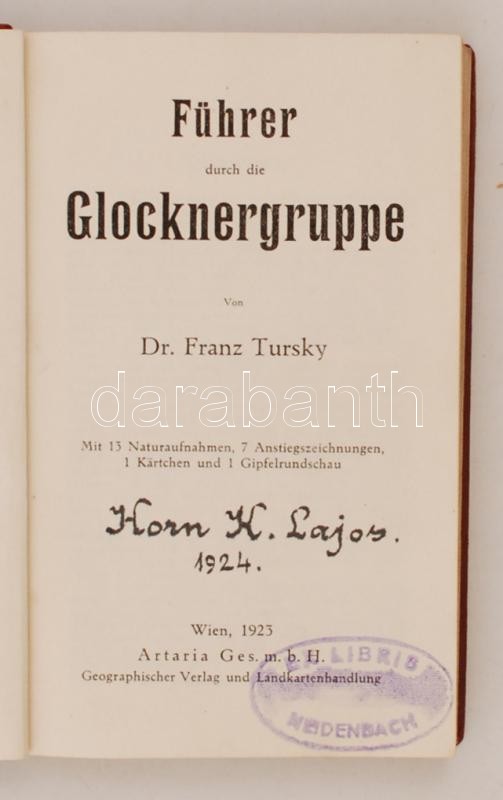 Führer
durch die
Glocknergruppe
Von
Dr. Franz Tursky
darabanth
Mit 13 Naturaufnahmen, 7 Anstiegszeichnungen,
1 Kärtchen und 1 Gipfelrundschau
Horn K. Lajos.
1924.
Wien, 1923
Artaria Ges. m. b. H.
Geographischer Verlag und Landkartenhandlung
EX LIBRIS
NEIDENBACH